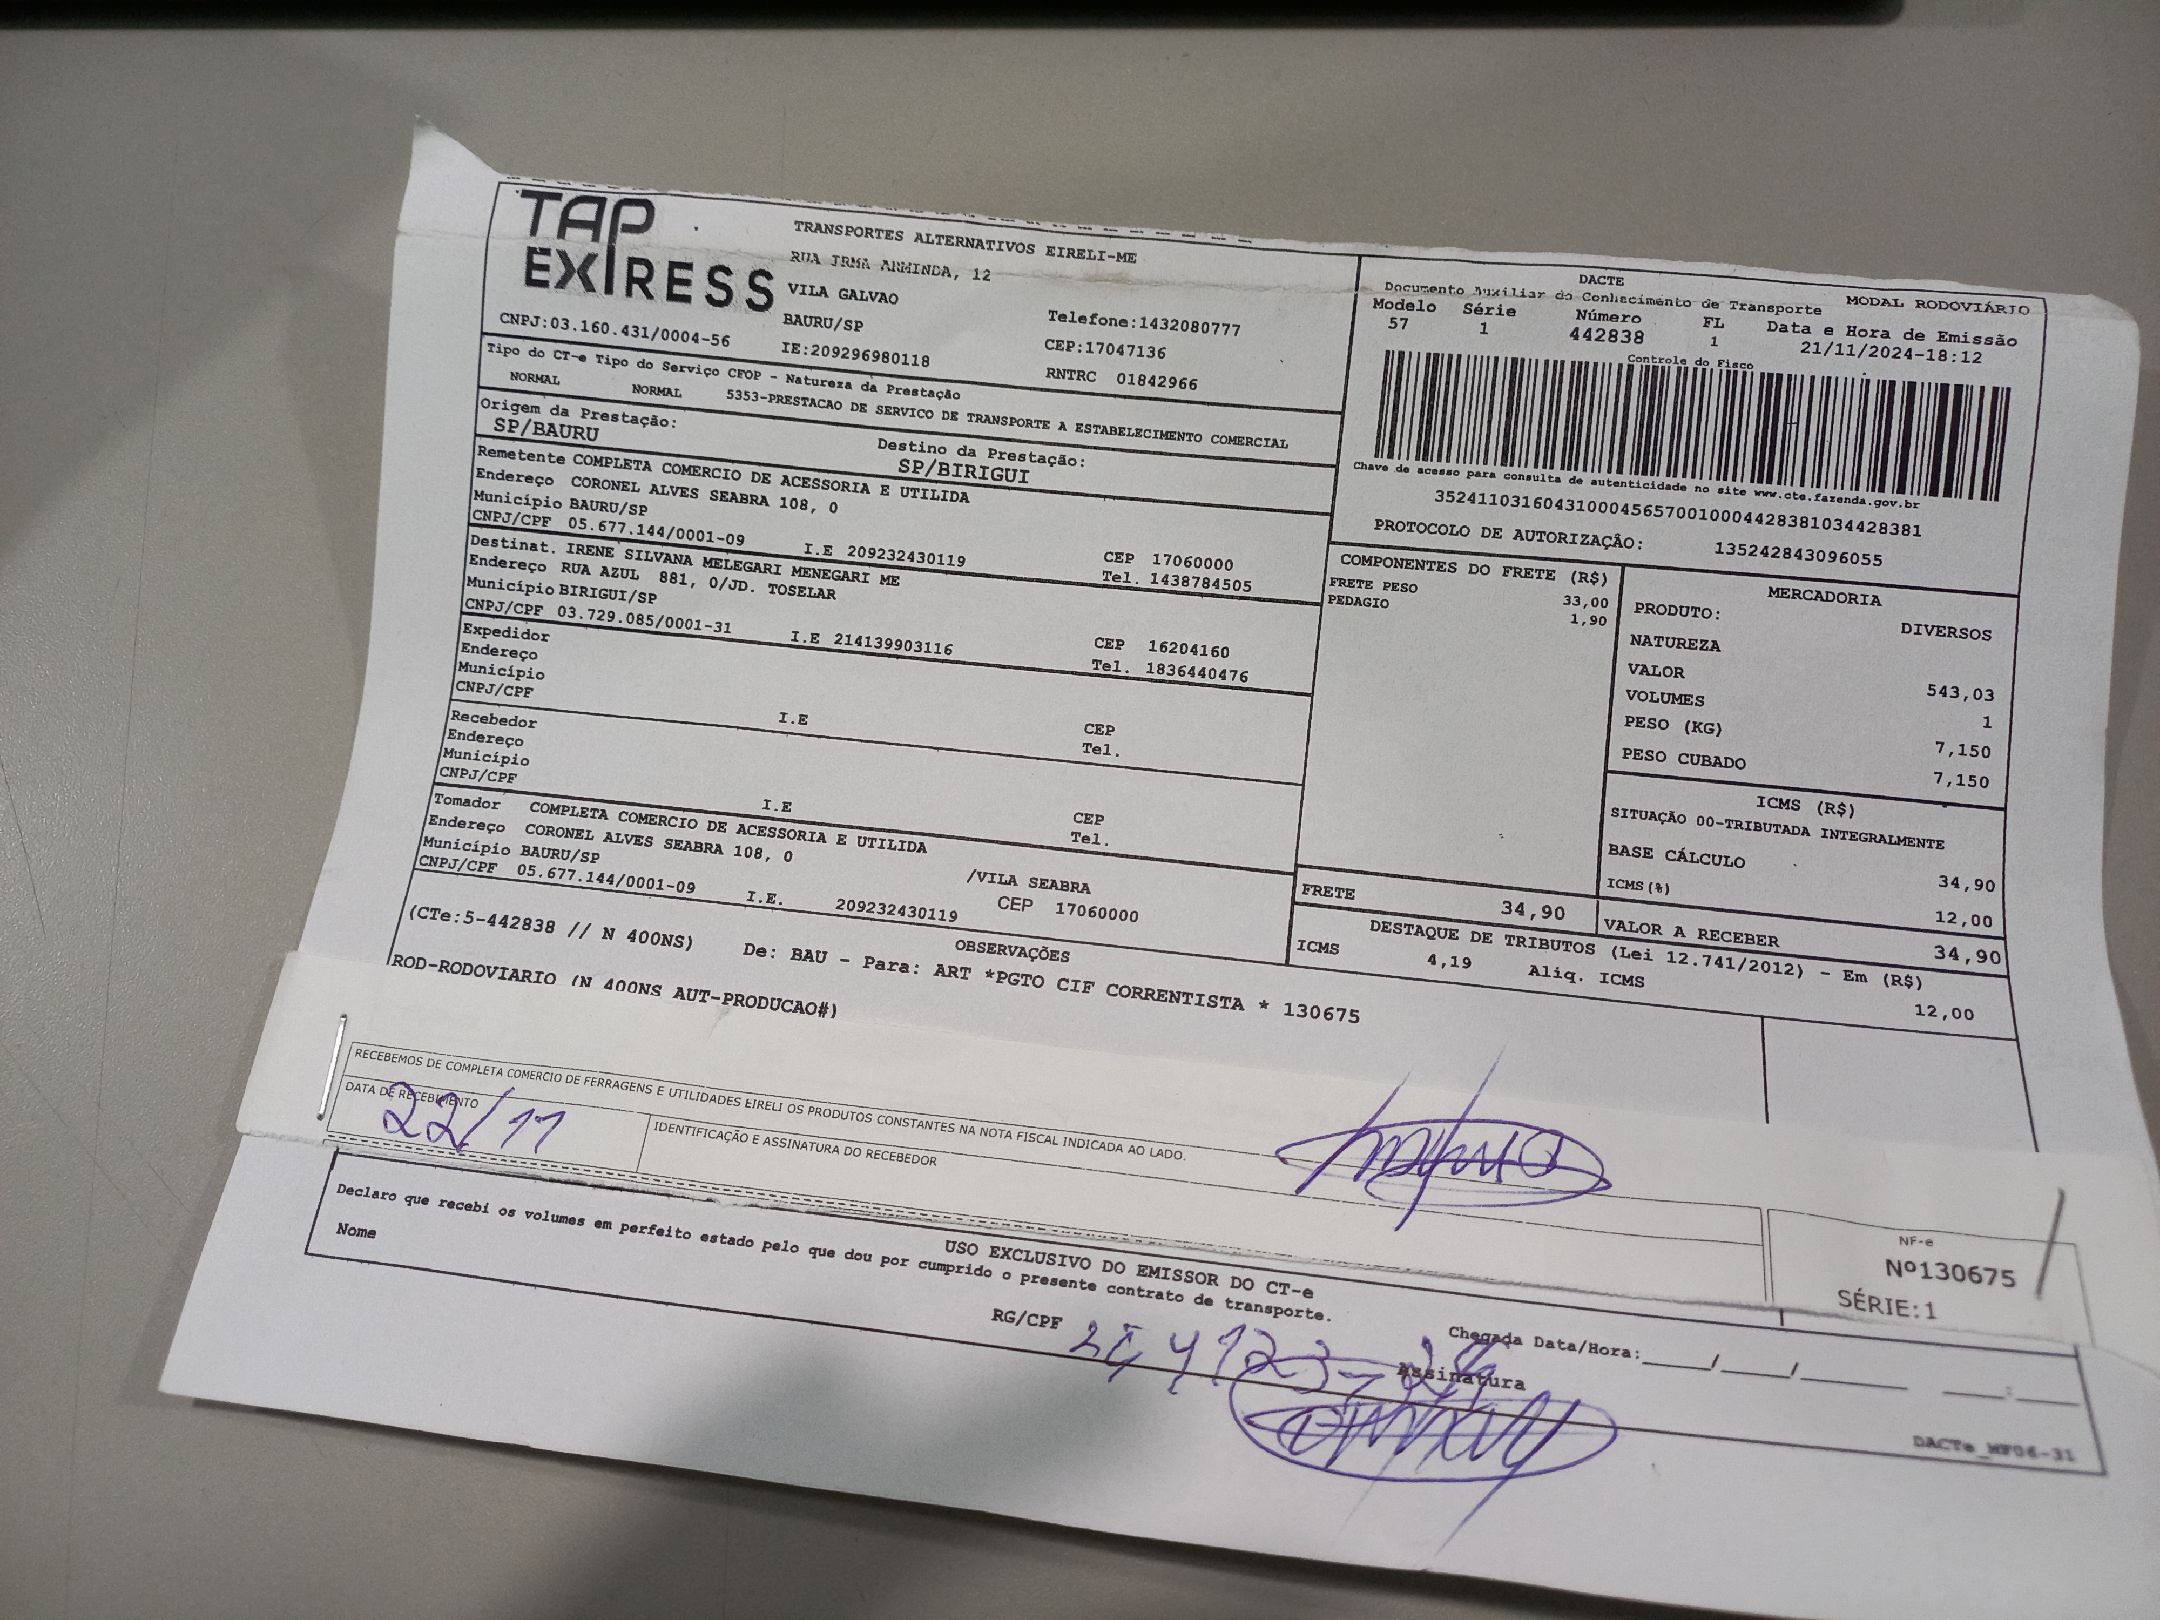 TAP
EXPRESS
TRANSPORTES ALTERNATIVOS EIRELI-ME
RUA IRMA ARMINDA, 12
VILA GALVAO
BAURU/SP
Telefone:1432080777
CNPJ:03.160.431/0004-56
IE:209296980118
CEP:17047136
RNTRC 01842966
Tipo do CT-e Tipo do Serviço CFOP - Natureza da Prestação
NORMAL NORMAL 5353-PRESTACAO DE SERVICO DE TRANSPORTE A ESTABELECIMENTO COMERCIAL
Origem da Prestação:
SP/BAURU
Destino da Prestação:
SP/BIRIGUI
Remetente COMPLETA COMERCIO DE ACESSORIA E UTILIDA
Endereço CORONEL ALVES SEABRA 108, 0
Município BAURU/SP
CEP 17060000
CNPJ/CPF 05.677.144/0001-09 I.E 209232430119 Tel. 1438784505
Destinat. IRENE SILVANA MELEGARI MENEGARI ME
Endereço RUA AZUL 881, 0/JD. TOSELAR
Município BIRIGUI/SP
CEP 16204160
CNPJ/CPF 03.729.085/0001-31 I.E 214139903116 Tel. 1836440476
Expedidor
Endereço
Município
CEP
CNPJ/CPF I.E Tel.
Recebedor
Endereço
Município
CEP
CNPJ/CPF I.E Tel.
Tomador COMPLETA COMERCIO DE ACESSORIA E UTILIDA
Endereço CORONEL ALVES SEABRA 108, 0
/VILA SEABRA
Município BAURU/SP
CEP 17060000
CNPJ/CPF 05.677.144/0001-09 I.E. 209232430119
OBSERVAÇÕES
(CTe:5-442838 // N 400NS) De: BAU - Para: ART *PGTO CIF CORRENTISTA * 130675
ROD-RODOVIARIO (N 400NS AUT-PRODUCAO#)
DACTE
Documento Auxiliar do Conhecimento de Transporte
MODAL RODOVIÁRIO
Modelo Série Número FL Data e Hora de Emissão
57 1 442838 1 21/11/2024-18:12
Controle do Fisco
Chave de acesso para consulta de autenticidade no site www.cte.fazenda.gov.br
35241103160431000456570010004428381034428381
PROTOCOLO DE AUTORIZAÇÃO: 135242843096055
COMPONENTES DO FRETE (R$)
FRETE PESO 33,00
PEDAGIO 1,90
MERCADORIA
PRODUTO: DIVERSOS
NATUREZA
VALOR 543,03
VOLUMES 1
PESO (KG) 7,150
PESO CUBADO 7,150
ICMS (R$)
SITUAÇÃO 00-TRIBUTADA INTEGRALMENTE
BASE CÁLCULO 34,90
ICMS(%) 12,00
FRETE 34,90
VALOR A RECEBER 34,90
DESTAQUE DE TRIBUTOS (Lei 12.741/2012) - Em (R$)
ICMS 4,19 Aliq. ICMS 12,00
RECEBEMOS DE COMPLETA COMERCIO DE FERRAGENS E UTILIDADES EIRELI OS PRODUTOS CONSTANTES NA NOTA FISCAL INDICADA AO LADO.
DATA DE RECEBIMENTO
22/11
IDENTIFICAÇÃO E ASSINATURA DO RECEBEDOR
NF-e
Nº130675
SÉRIE:1
USO EXCLUSIVO DO EMISSOR DO CT-e
Declaro que recebi os volumes em perfeito estado pelo que dou por cumprido o presente contrato de transporte.
Nome
RG/CPF
Chegada Data/Hora:____/____/______ ____:____
Assinatura
DACTe_MF06-31